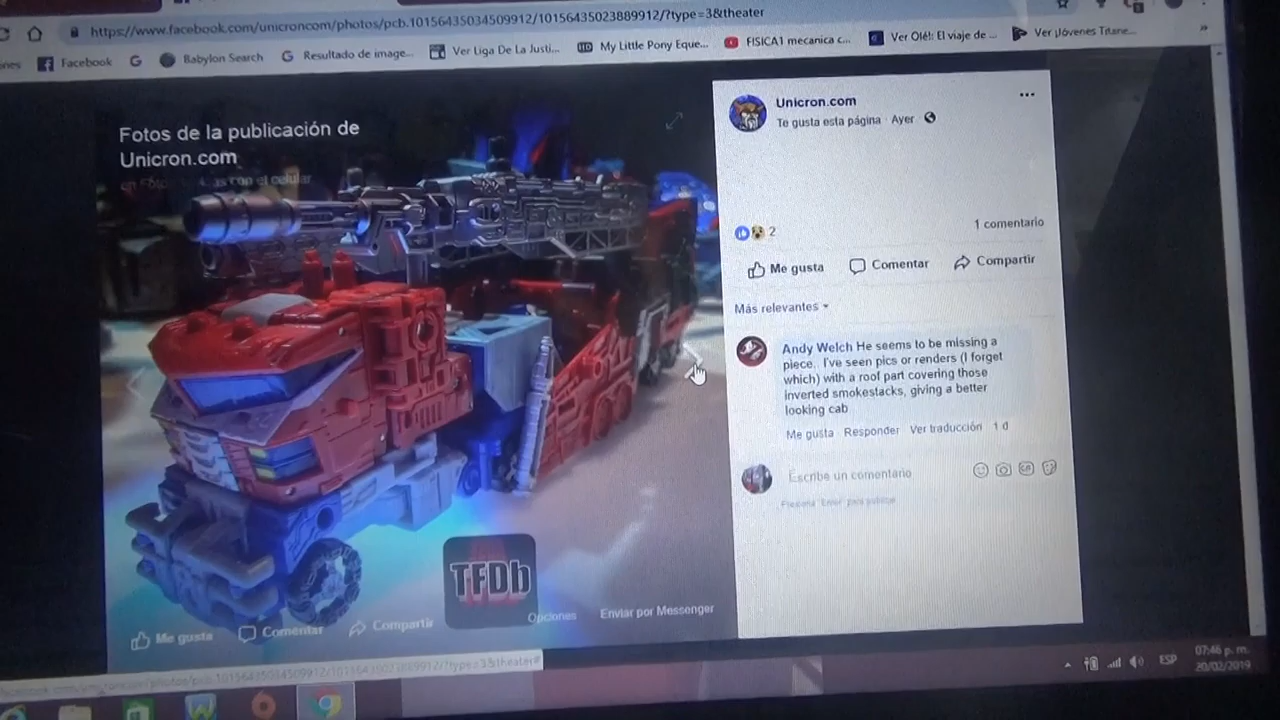 https://www.facebook.com/unicroncom/photos/pcb.10156435034509912/10156435023889912/?type=3&theater
Facebook
Babylon Search
Resultado de image...
Ver Liga De La Justi...
My Little Pony Eque...
FISICA1 mecanica c...
Ver Olé!: El viaje de ...
Ver ¡Jóvenes Titane...
Fotos de la publicación de
Unicron.com
con el celular
Unicron.com
Te gusta esta página · Ayer
2
1 comentario
Me gusta
Comentar
Compartir
Más relevantes
Andy Welch He seems to be missing a
piece. I've seen pics or renders (I forget
which) with a roof part covering those
inverted smokestacks, giving a better
looking cab
Me gusta Responder Ver traducción 1 d
Escribe un comentario
TFDb
Opciones
Enviar por Messenger
Me gusta
Comentar
Compartir
ESP
07:46 p. m.
20/02/2019